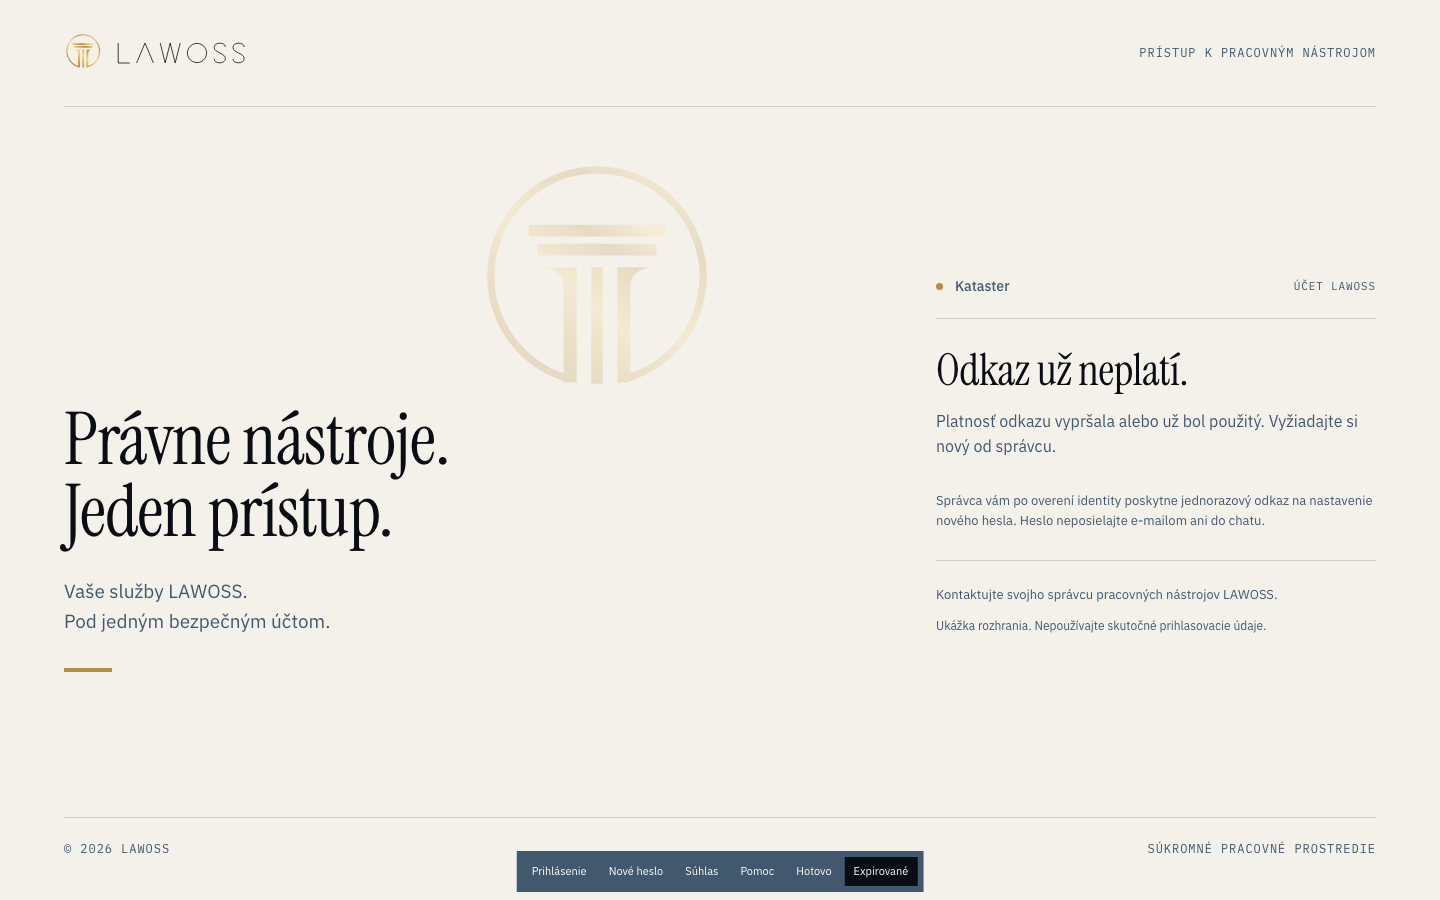 LAWOSS
PRÍSTUP K PRACOVNÝM NÁSTROJOM
Právne nástroje.
Jeden prístup.
Vaše služby LAWOSS.
Pod jedným bezpečným účtom.
Kataster
ÚČET LAWOSS
Odkaz už neplatí.
Platnosť odkazu vypršala alebo už bol použitý. Vyžiadajte si
nový od správcu.
Správca vám po overení identity poskytne jednorazový odkaz na nastavenie
nového hesla. Heslo neposielajte e-mailom ani do chatu.
Kontaktujte svojho správcu pracovných nástrojov LAWOSS.
Ukážka rozhrania. Nepoužívajte skutočné prihlasovacie údaje.
© 2026 LAWOSS
SÚKROMNÉ PRACOVNÉ PROSTREDIE
Prihlásenie Nové heslo Súhlas Pomoc Hotovo Expirované